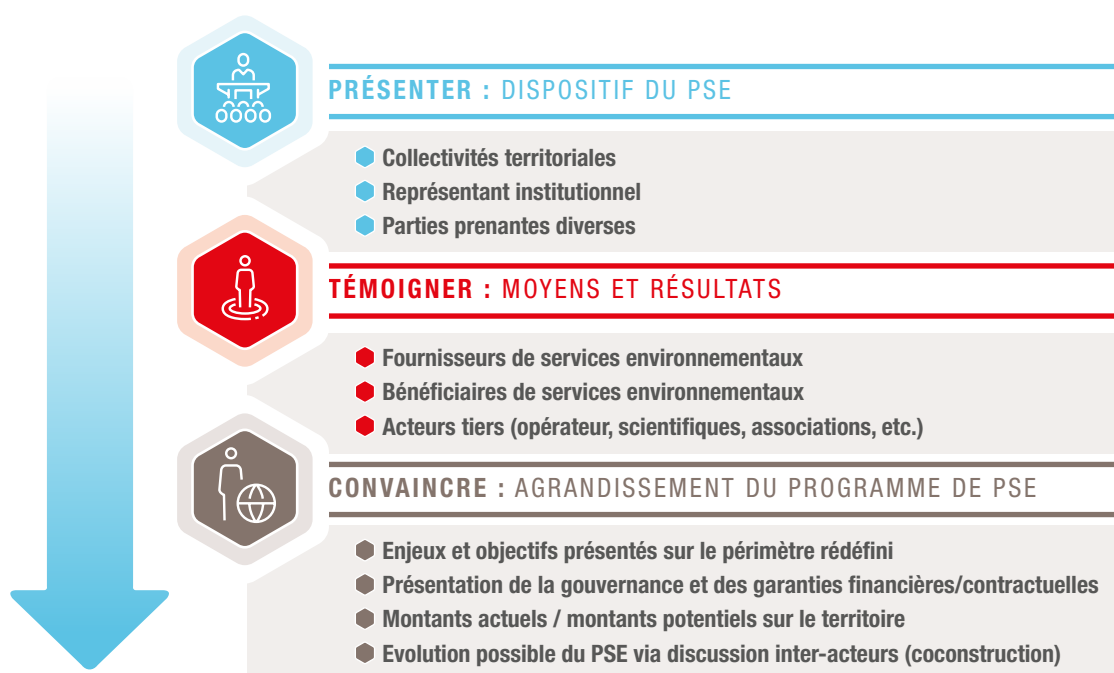 PRÉSENTER : DISPOSITIF DU PSE
Collectivités territoriales
Représentant institutionnel
Parties prenantes diverses
TÉMOIGNER : MOYENS ET RÉSULTATS
Fournisseurs de services environnementaux
Bénéficiaires de services environnementaux
Acteurs tiers (opérateur, scientifiques, associations, etc.)
CONVAINCRE : AGRANDISSEMENT DU PROGRAMME DE PSE
Enjeux et objectifs présentés sur le périmètre rédéfini
Présentation de la gouvernance et des garanties financières/contractuelles
Montants actuels / montants potentiels sur le territoire
Evolution possible du PSE via discussion inter-acteurs (coconstruction)